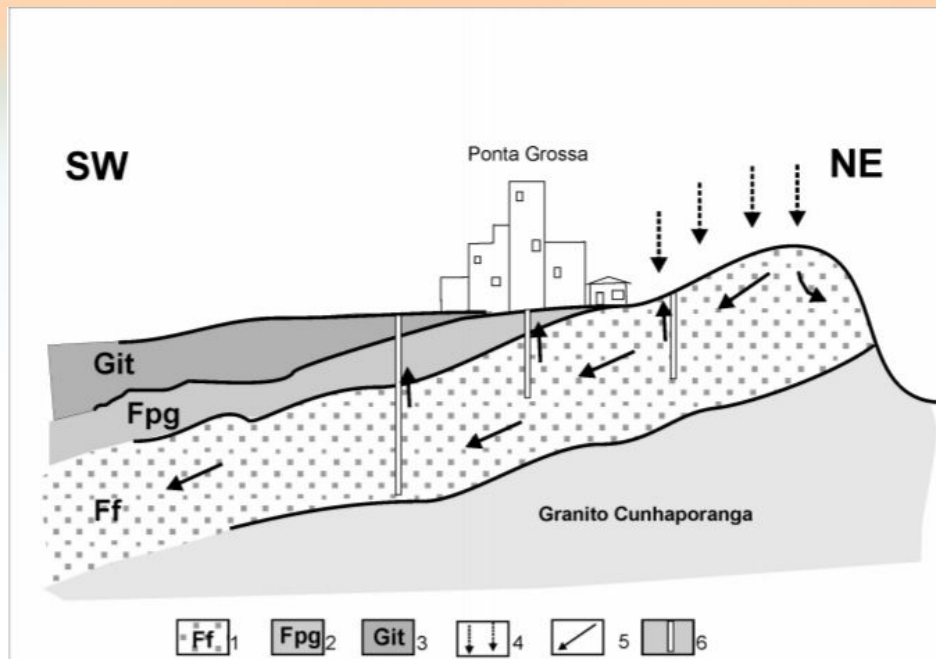 Ponta Grossa
SW
NE
Git
Fpg
Ff
Granito Cunhaporanga
Ff 1 Fpg 2 Git 3 4 5 6